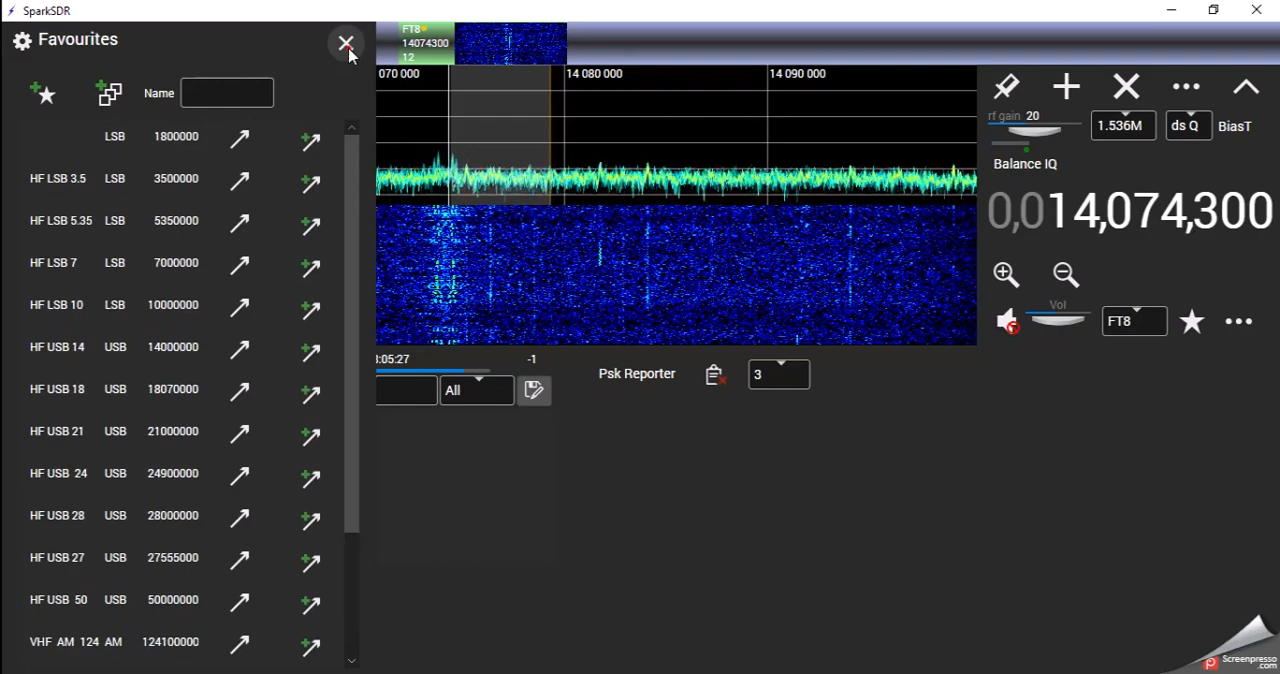 SparkSDR
Favourites
Name
LSB 1800000
HF LSB 3.5 LSB 3500000
HF LSB 5.35 LSB 5350000
HF LSB 7 LSB 7000000
HF LSB 10 LSB 10000000
HF USB 14 USB 14000000
HF USB 18 USB 18070000
HF USB 21 USB 21000000
HF USB 24 USB 24900000
HF USB 28 USB 28000000
HF USB 27 USB 27555000
HF USB 50 USB 50000000
VHF AM 124 AM 124100000
FT8
14074300
12
070 000 14 080 000 14 090 000
3:05:27 -1
All
Psk Reporter
3
rf gain 20
1.536M
ds Q
BiasT
Balance IQ
0,014,074,300
Vol
FT8
Screenpresso
.com